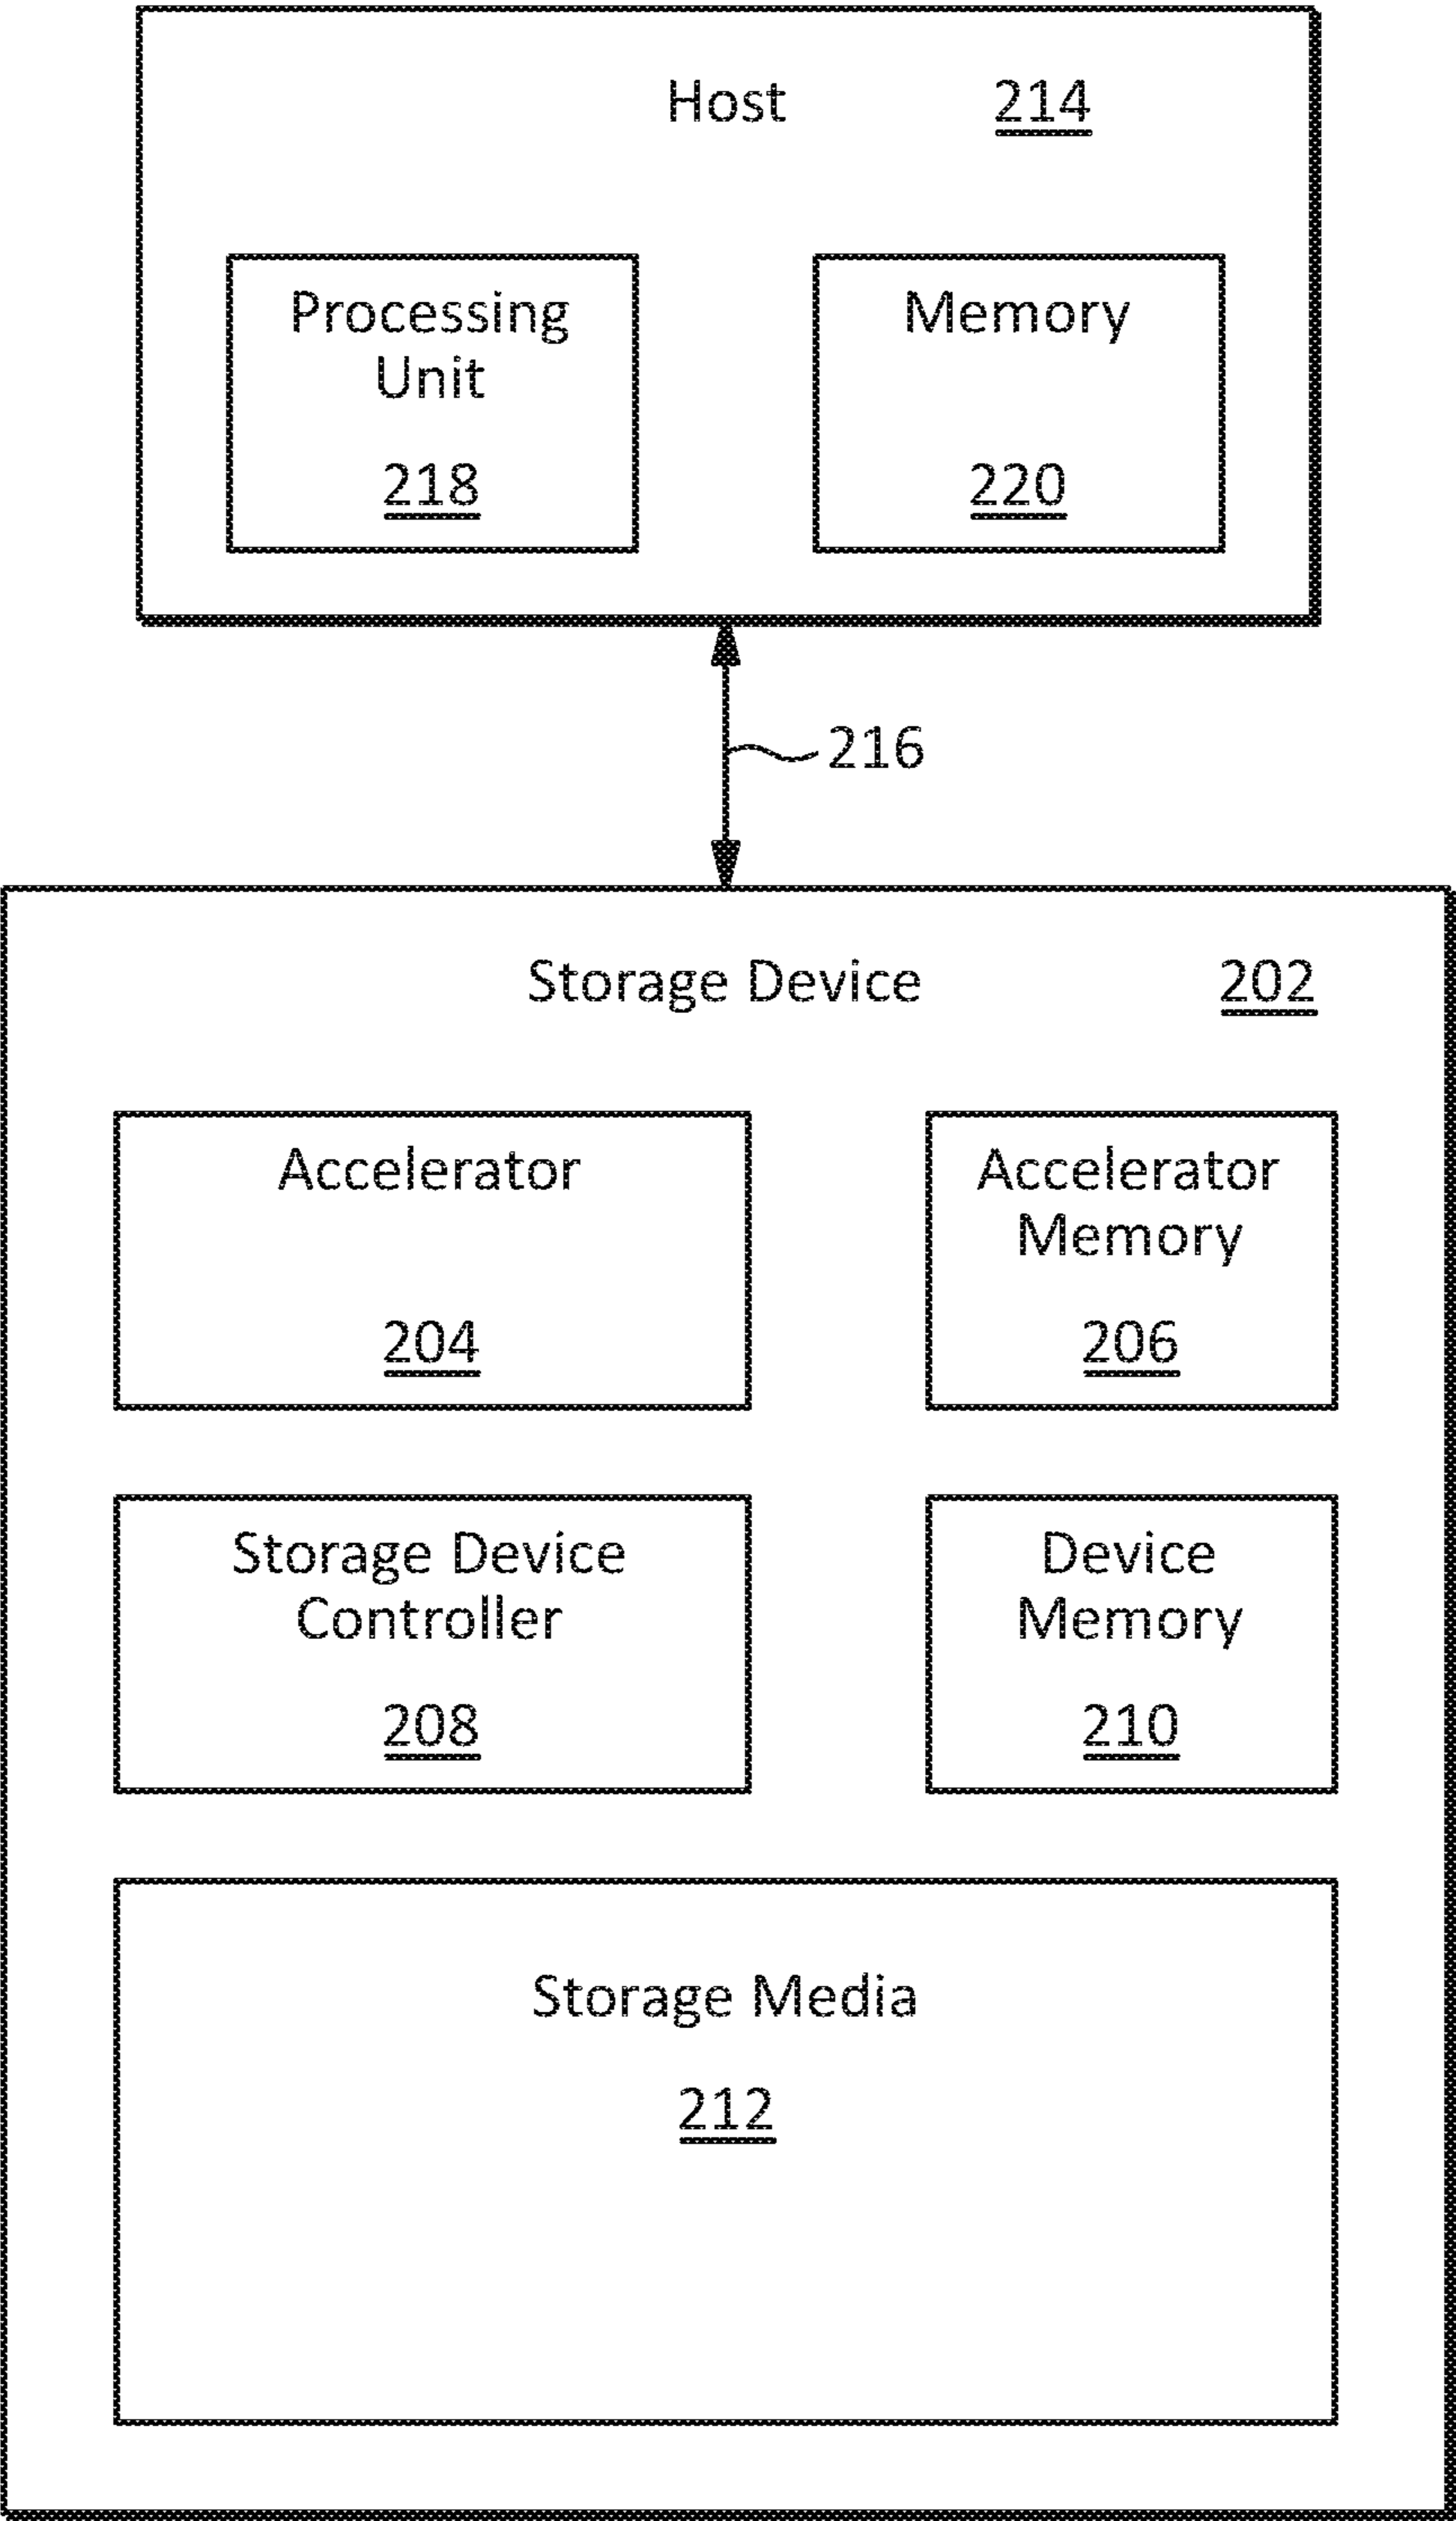 Host 214
Processing
Unit
218
Memory
220
216
Storage Device 202
Accelerator
204
Accelerator
Memory
206
Storage Device
Controller
208
Device
Memory
210
Storage Media
212